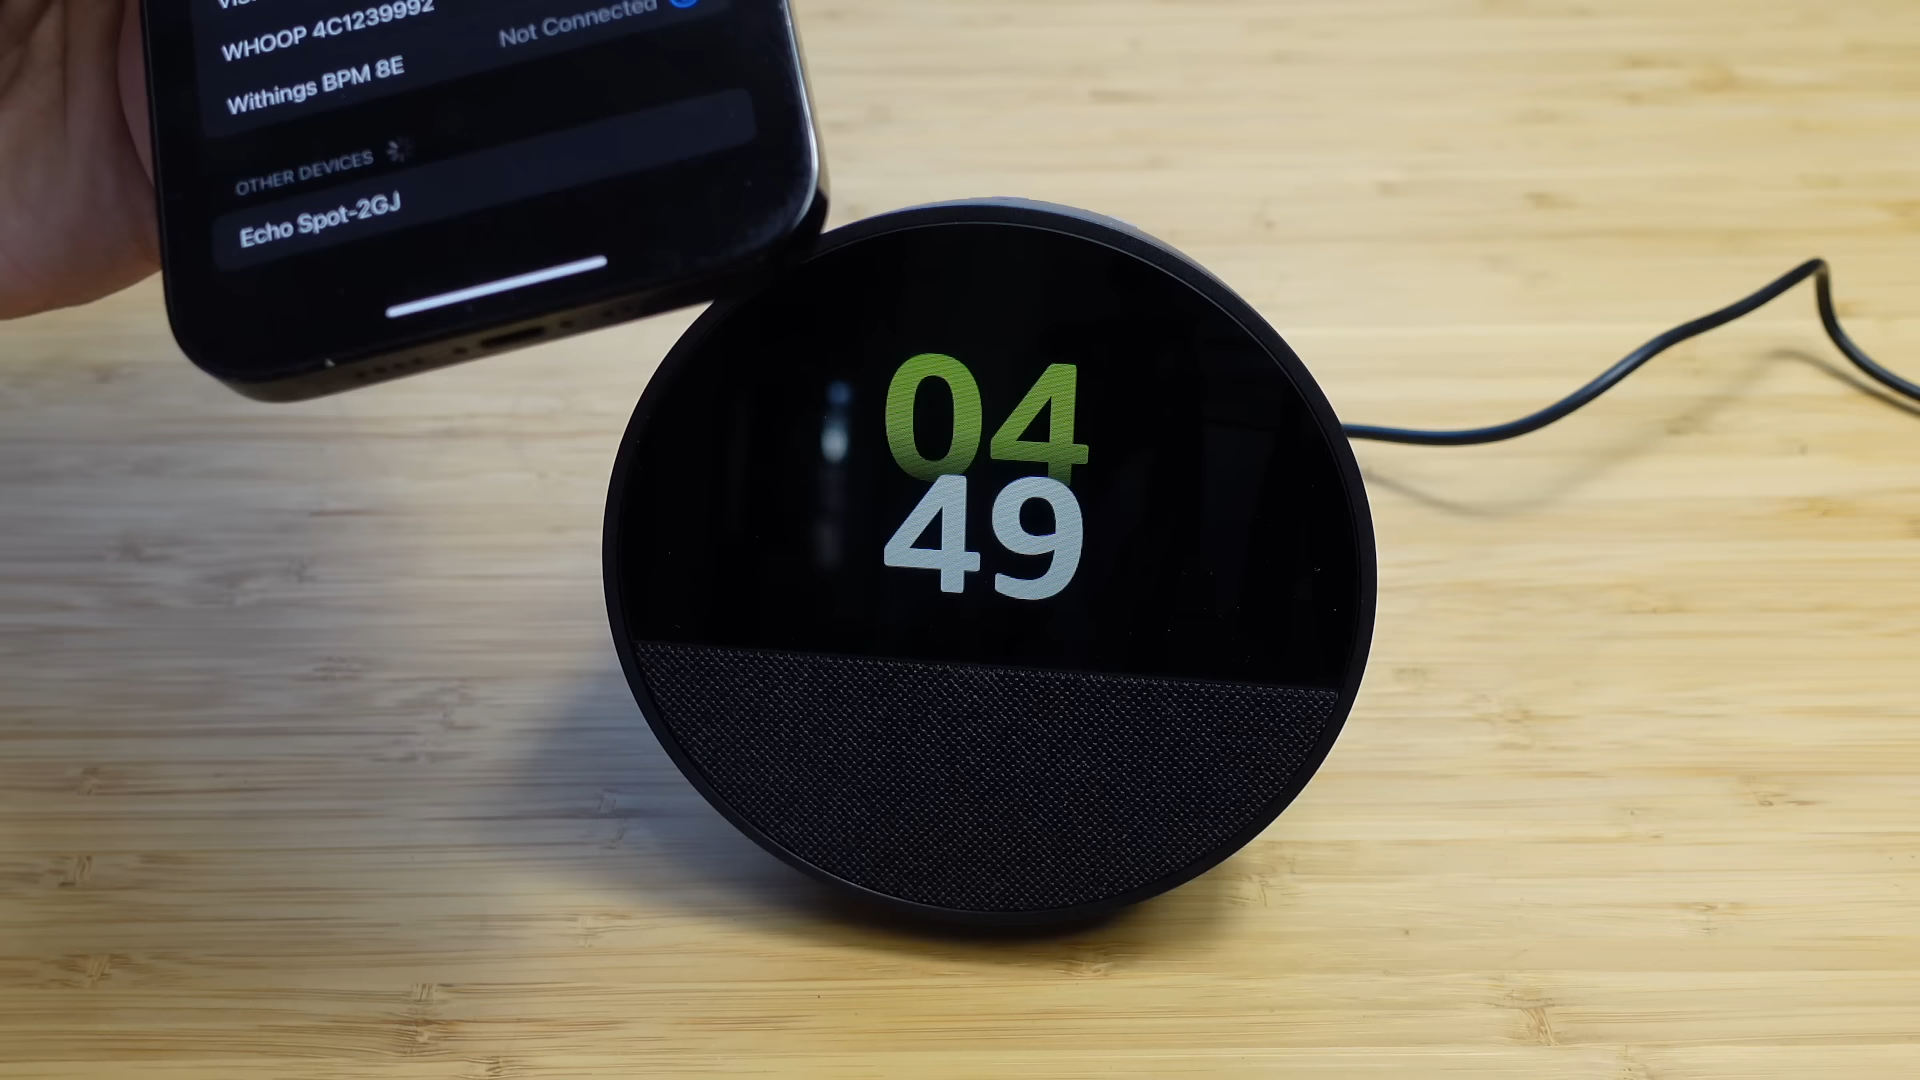 WHOOP 4C1239992
Not Connected
Withings BPM 8E
OTHER DEVICES
Echo Spot-2GJ
04
49